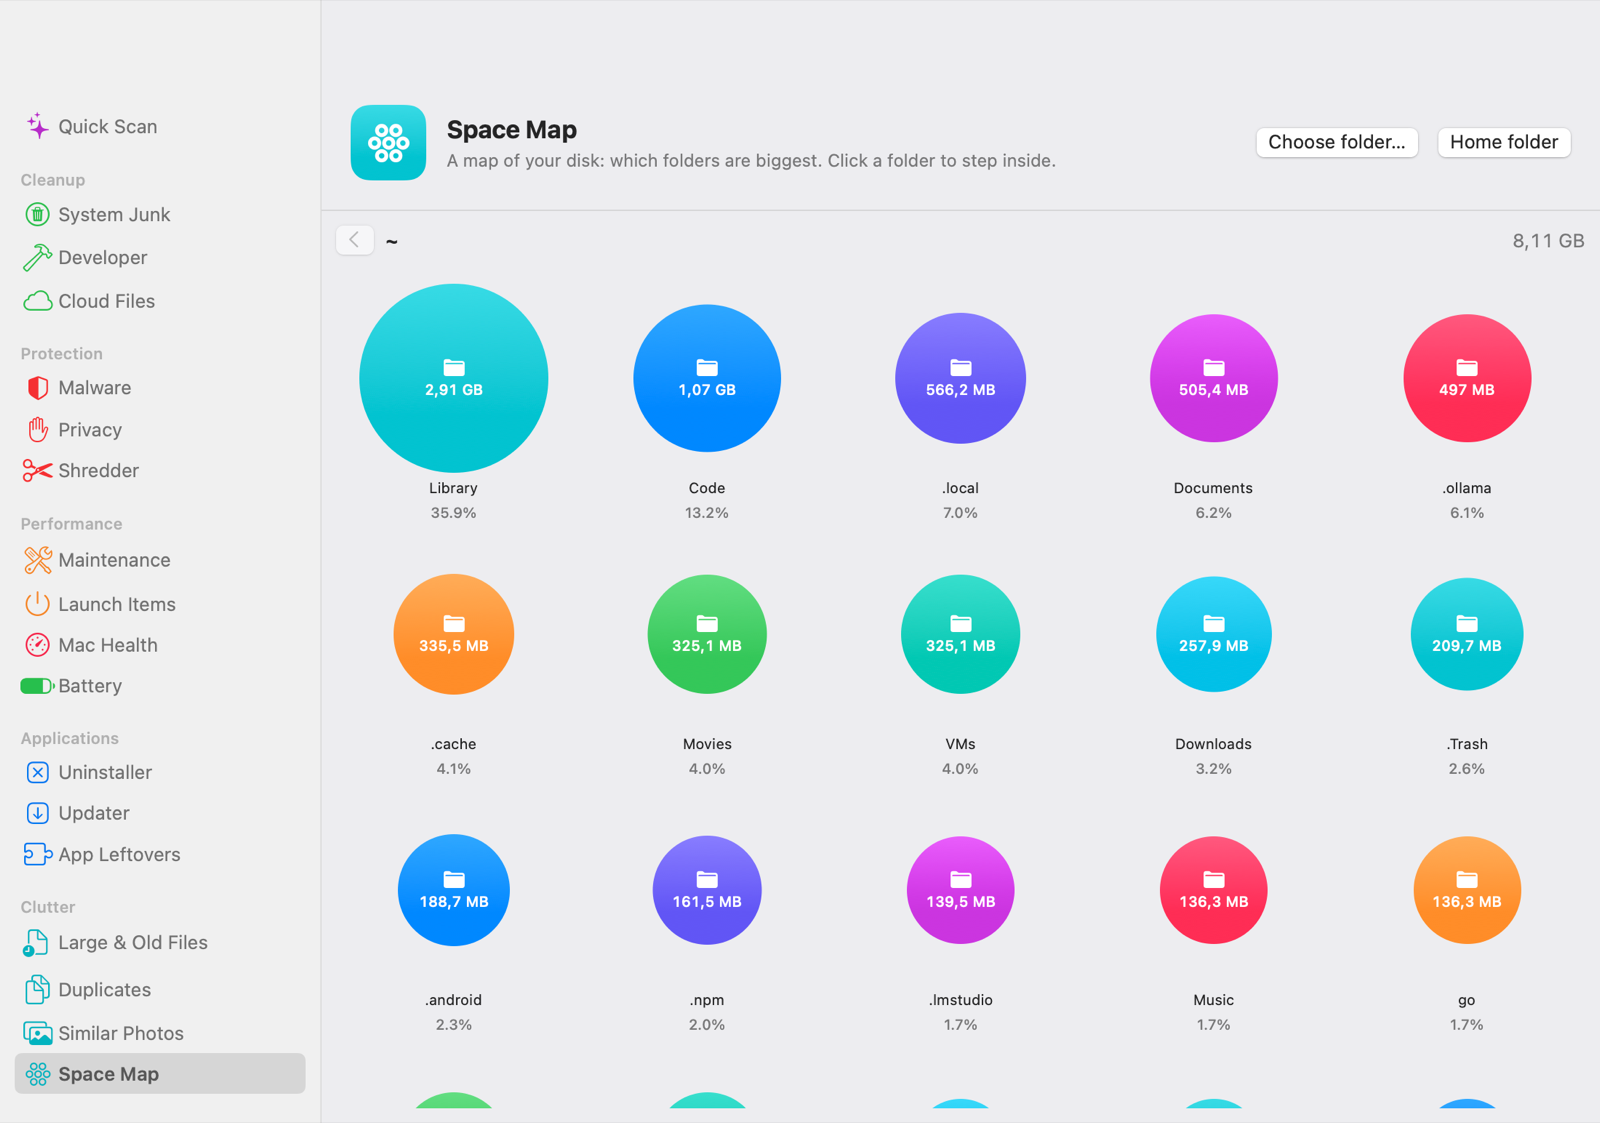 Quick Scan
Cleanup
System Junk
Developer
Cloud Files
Protection
Malware
Privacy
Shredder
Performance
Maintenance
Launch Items
Mac Health
Battery
Applications
Uninstaller
Updater
App Leftovers
Clutter
Large & Old Files
Duplicates
Similar Photos
Space Map
Space Map
A map of your disk: which folders are biggest. Click a folder to step inside.
Choose folder...
Home folder
~
8,11 GB
2,91 GB
Library
35.9%
1,07 GB
Code
13.2%
566,2 MB
.local
7.0%
505,4 MB
Documents
6.2%
497 MB
.ollama
6.1%
335,5 MB
.cache
4.1%
325,1 MB
Movies
4.0%
325,1 MB
VMs
4.0%
257,9 MB
Downloads
3.2%
209,7 MB
.Trash
2.6%
188,7 MB
.android
2.3%
161,5 MB
.npm
2.0%
139,5 MB
.lmstudio
1.7%
136,3 MB
Music
1.7%
136,3 MB
go
1.7%